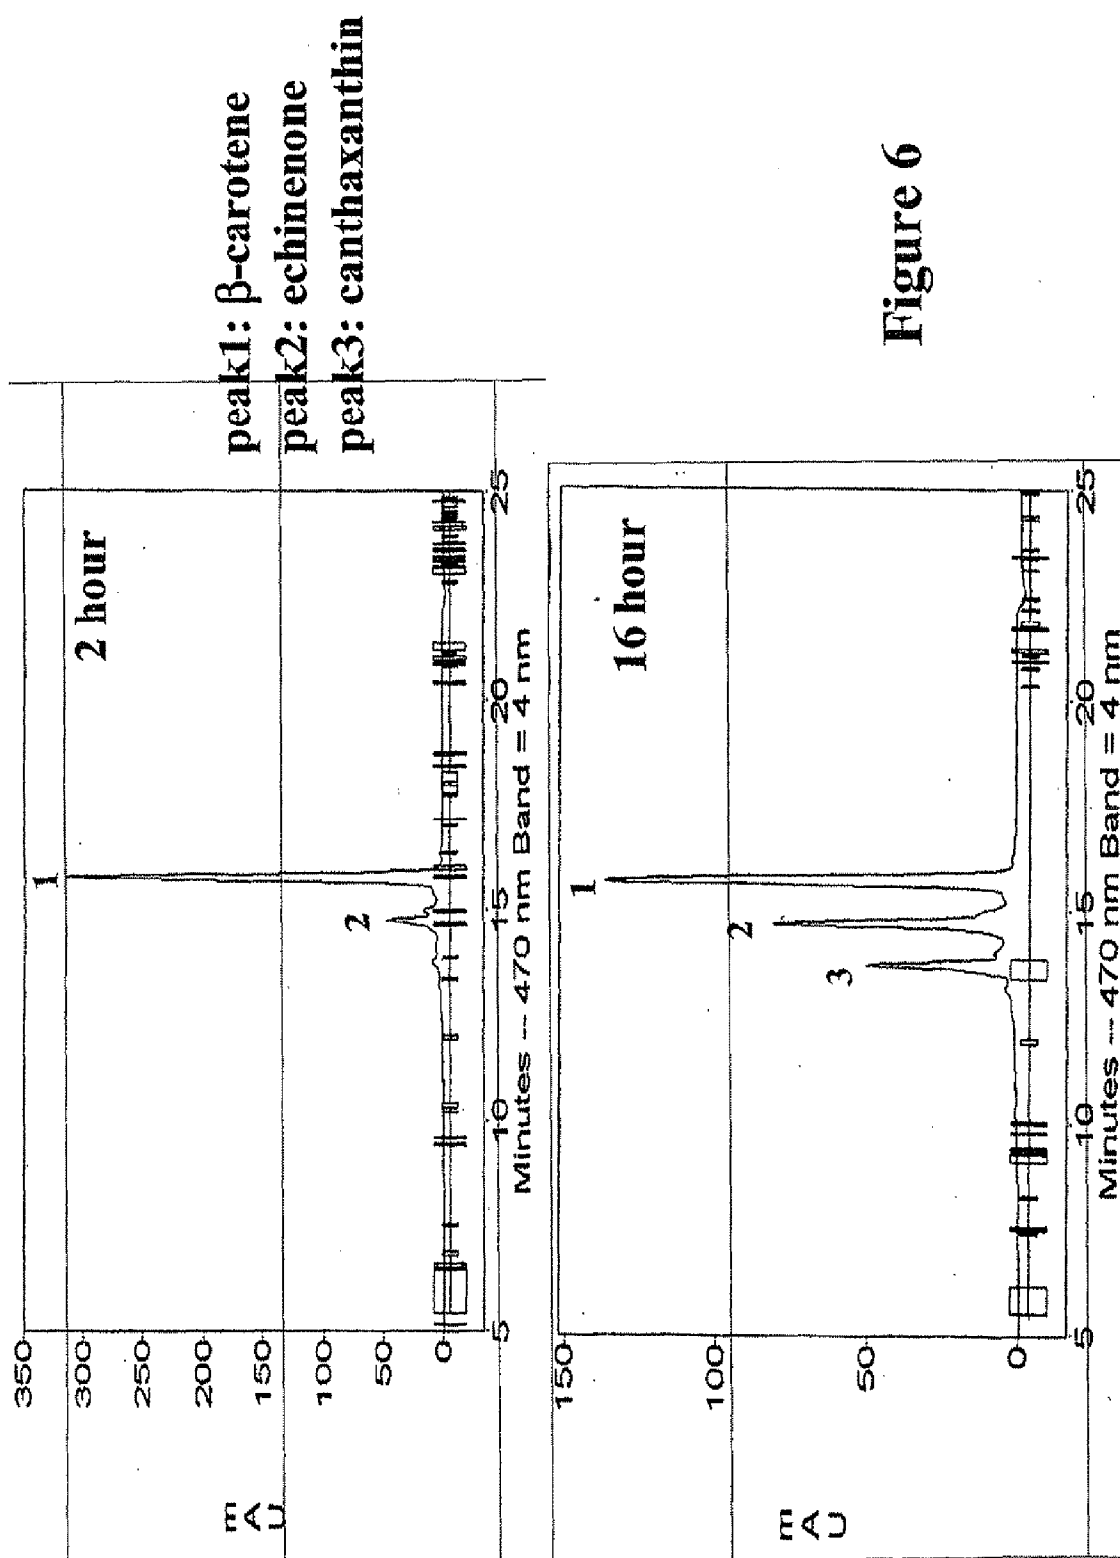 350
300
250
200
150
100
50
0
m
A
U
2 hour
1
2
5
10
15
20
25
Minutes -- 470 nm Band = 4 nm
peak1: β-carotene
peak2: echinenone
peak3: canthaxanthin
150
100
50
0
m
A
U
16 hour
1
2
3
5
10
15
20
25
Minutes -- 470 nm Band = 4 nm
Figure 6